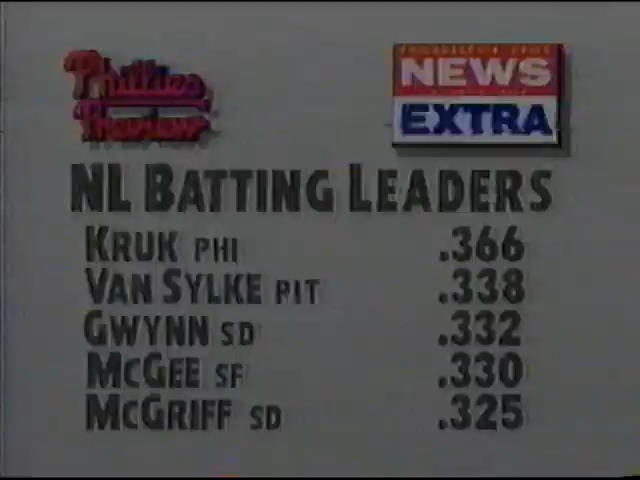 Phillies
Preview
NEWS
EXTRA
NL BATTING LEADERS
KRUK PHI .366
VAN SYLKE PIT .338
GWYNN SD .332
MCGEE SF .330
MCGRIFF SD .325